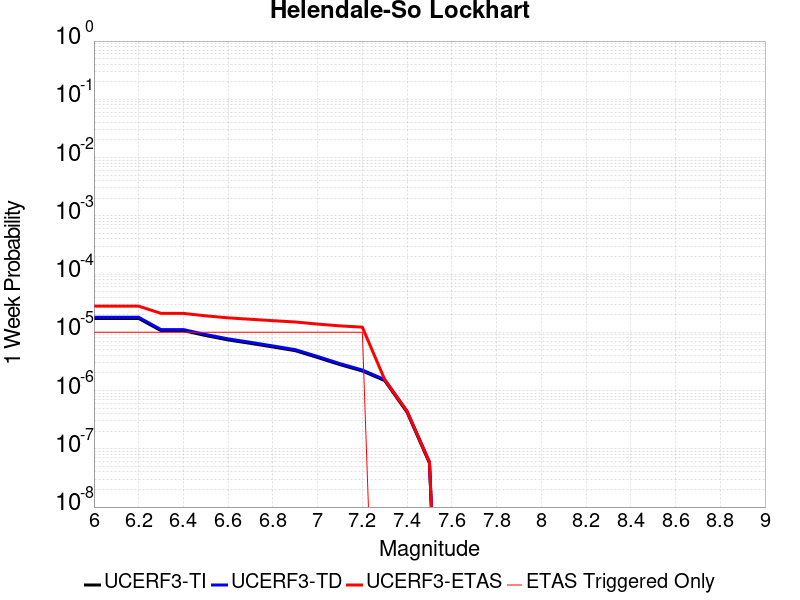 Helendale-So Lockhart
10^0
10^-1
10^-2
10^-3
10^-4
10^-5
10^-6
10^-7
10^-8
1 Week Probability
6 6.2 6.4 6.6 6.8 7 7.2 7.4 7.6 7.8 8 8.2 8.4 8.6 8.8 9
Magnitude
UCERF3-TI UCERF3-TD UCERF3-ETAS ETAS Triggered Only